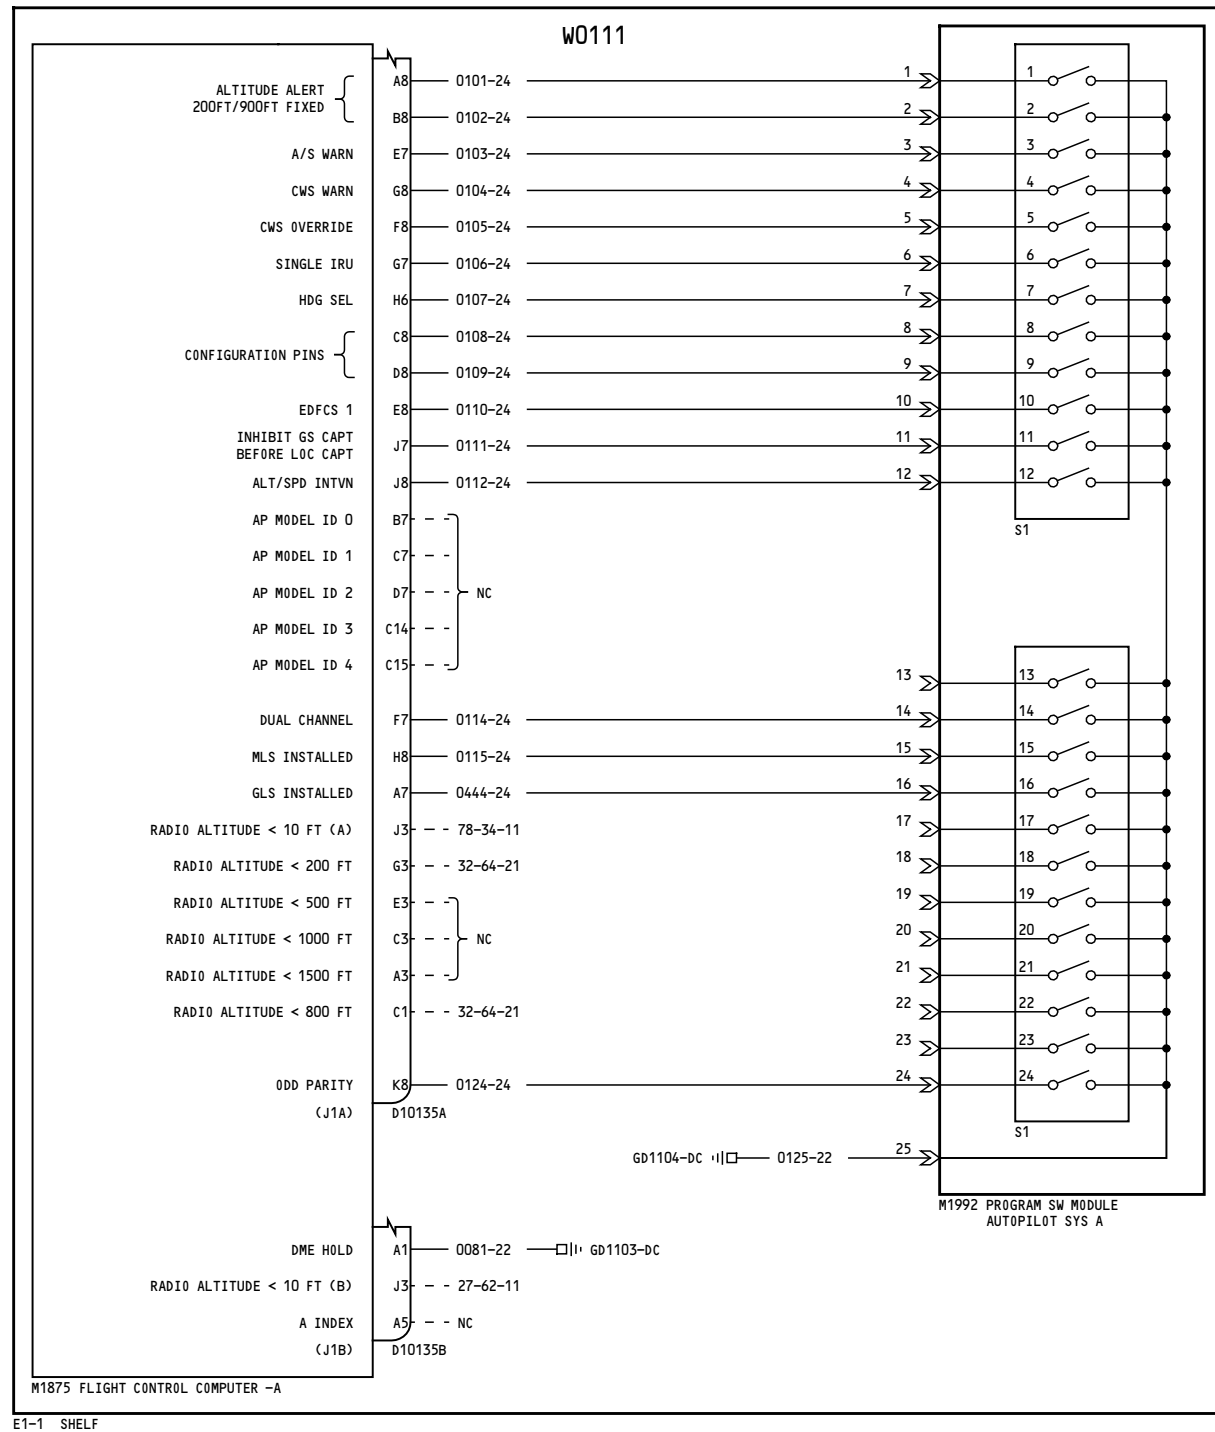 W0111
ALTITUDE ALERT
200FT/900FT FIXED
A8 0101-24 1 1
B8 0102-24 2 2
A/S WARN E7 0103-24 3 3
CWS WARN G8 0104-24 4 4
CWS OVERRIDE F8 0105-24 5 5
SINGLE IRU G7 0106-24 6 6
HDG SEL H6 0107-24 7 7
C8 0108-24 8 8
CONFIGURATION PINS
D8 0109-24 9 9
EDFCS 1 E8 0110-24 10 10
INHIBIT GS CAPT
BEFORE LOC CAPT
J7 0111-24 11 11
ALT/SPD INTVN J8 0112-24 12 12
AP MODEL ID 0 B7
S1
AP MODEL ID 1 C7
AP MODEL ID 2 D7 NC
AP MODEL ID 3 C14
AP MODEL ID 4 C15
13 13
DUAL CHANNEL F7 0114-24 14 14
MLS INSTALLED H8 0115-24 15 15
GLS INSTALLED A7 0444-24 16 16
RADIO ALTITUDE < 10 FT (A) J3 78-34-11 17 17
RADIO ALTITUDE < 200 FT G3 32-64-21 18 18
RADIO ALTITUDE < 500 FT E3 19 19
RADIO ALTITUDE < 1000 FT C3 NC 20 20
RADIO ALTITUDE < 1500 FT A3 21 21
RADIO ALTITUDE < 800 FT C1 32-64-21 22 22
23 23
ODD PARITY K8 0124-24 24 24
(J1A) D10135A
S1
GD1104-DC 0125-22 25
M1992 PROGRAM SW MODULE
AUTOPILOT SYS A
DME HOLD A1 0081-22 GD1103-DC
RADIO ALTITUDE < 10 FT (B) J3 27-62-11
A INDEX A5 NC
(J1B) D10135B
M1875 FLIGHT CONTROL COMPUTER -A
E1-1 SHELF